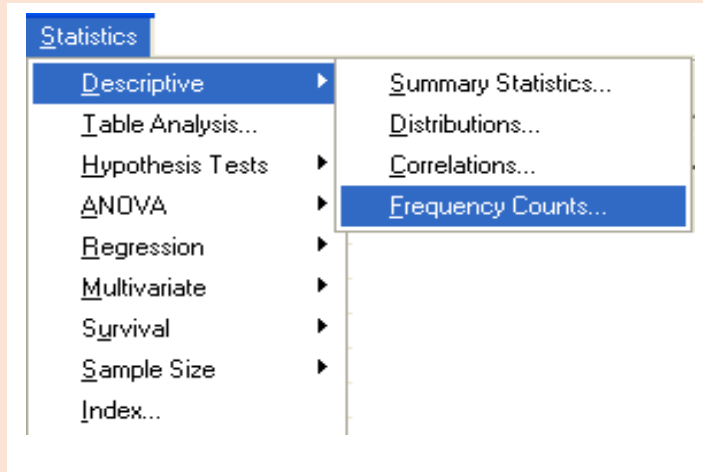 Statistics
Descriptive
Table Analysis...
Hypothesis Tests
ANOVA
Regression
Multivariate
Survival
Sample Size
Index...
Summary Statistics...
Distributions...
Correlations...
Frequency Counts...